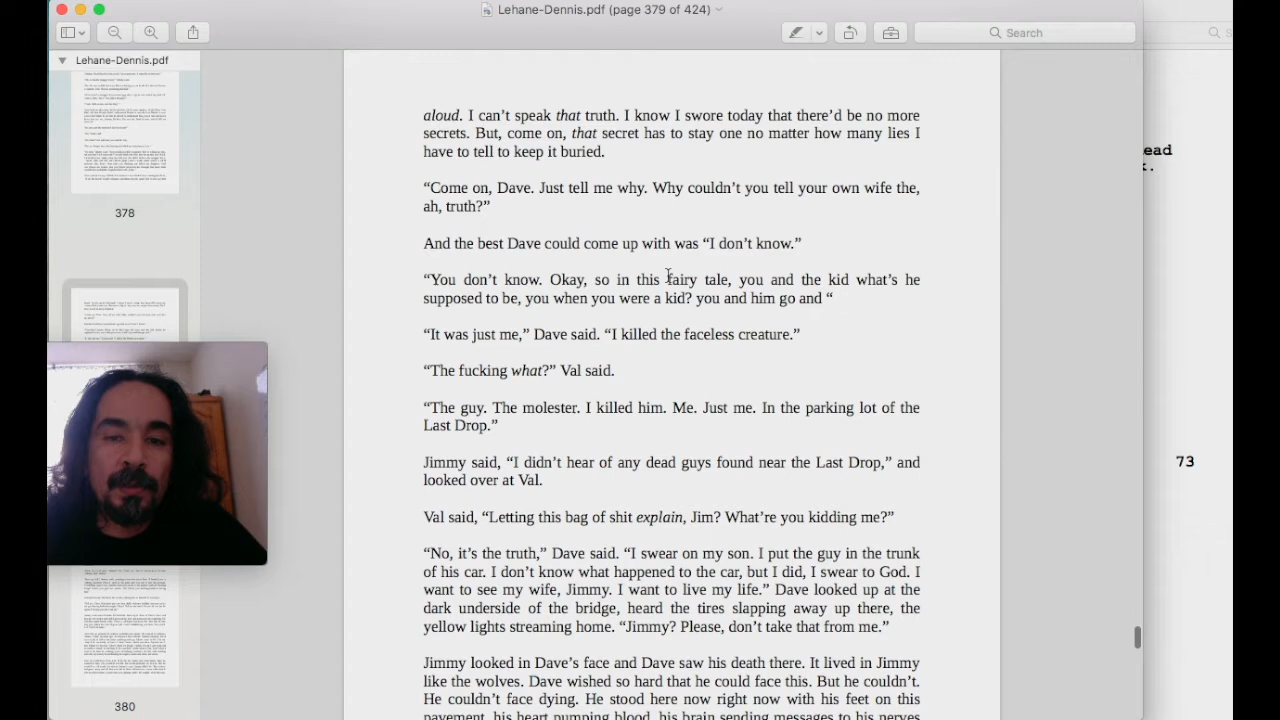 Lehane-Dennis.pdf (page 379 of 424)
Search
Lehane-Dennis.pdf
378
380
aloud. I can’t speak that truth. I know I swore today that there’d be no more
secrets. But, come on, that secret has to stay one no matter how many lies I
have to tell to keep it buried.
“Come on, Dave. Just tell me why. Why couldn’t you tell your own wife the,
ah, truth?”
And the best Dave could come up with was “I don’t know.”
“You don’t know. Okay, so in this fairy tale, you and the kid what’s he
supposed to be, you when you were a kid? you and him go and “
“It was just me,” Dave said. “I killed the faceless creature.”
“The fucking what?” Val said.
“The guy. The molester. I killed him. Me. Just me. In the parking lot of the
Last Drop.”
Jimmy said, “I didn’t hear of any dead guys found near the Last Drop,” and
looked over at Val.
Val said, “Letting this bag of shit explain, Jim? What’re you kidding me?”
“No, it’s the truth,” Dave said. “I swear on my son. I put the guy in the trunk
of his car. I don’t know what happened to the car, but I did, I swear to God. I
want to see my wife, Jimmy. I want to live my life.” Dave looked up at the
dark underside of the bridge, heard the tires slapping away up there, the
yellow lights streaming home. “Jimmy? Please, don’t take that from me.”
Jimmy looked in Dave’s face and Dave saw his death there. It lived in Jimmy
like the wolves. Dave wished so hard that he could face this. But he couldn’t.
He couldn’t face dying. He stood here now right now with his feet on this
pavement, his heart pumping blood, his brain sending messages to his nerves
ead
73